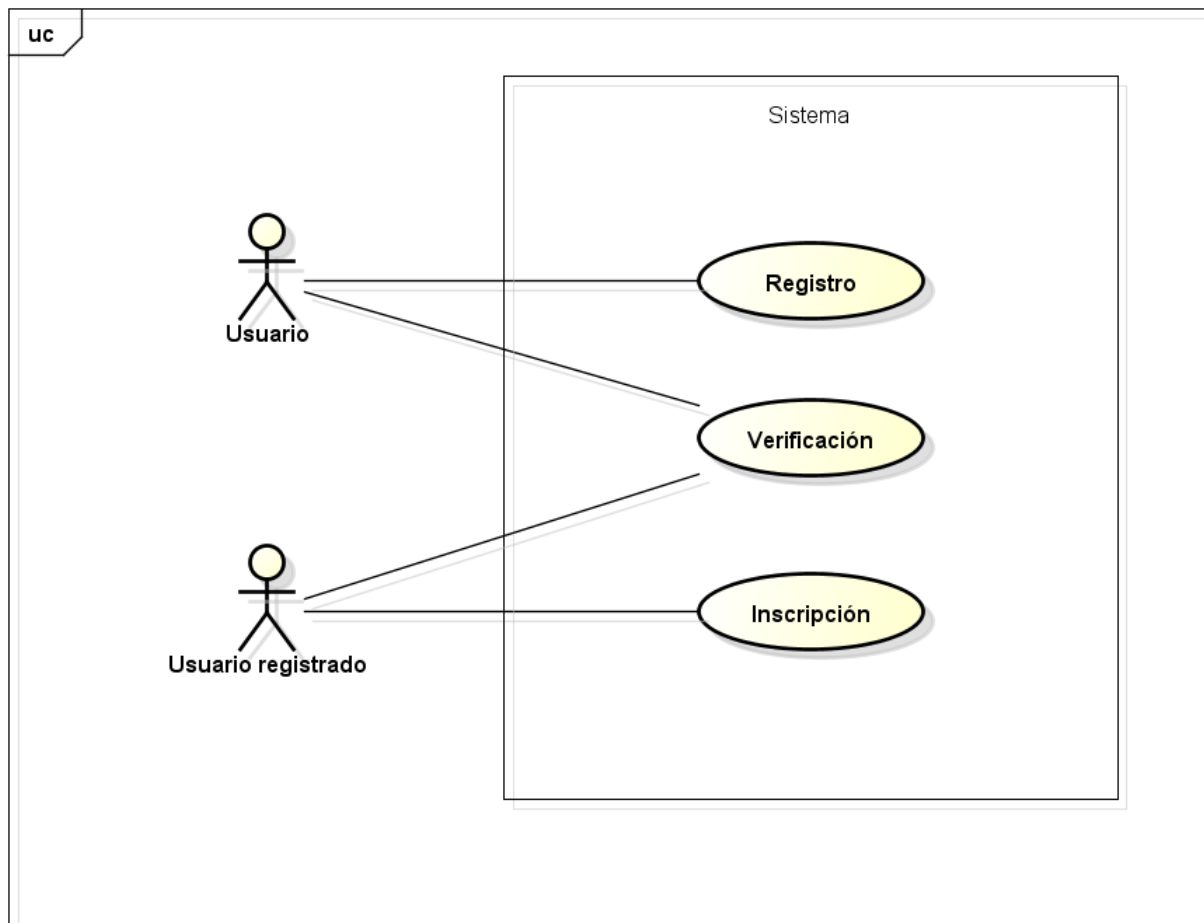 uc
Sistema
Registro
Usuario
Verificación
Inscripción
Usuario registrado